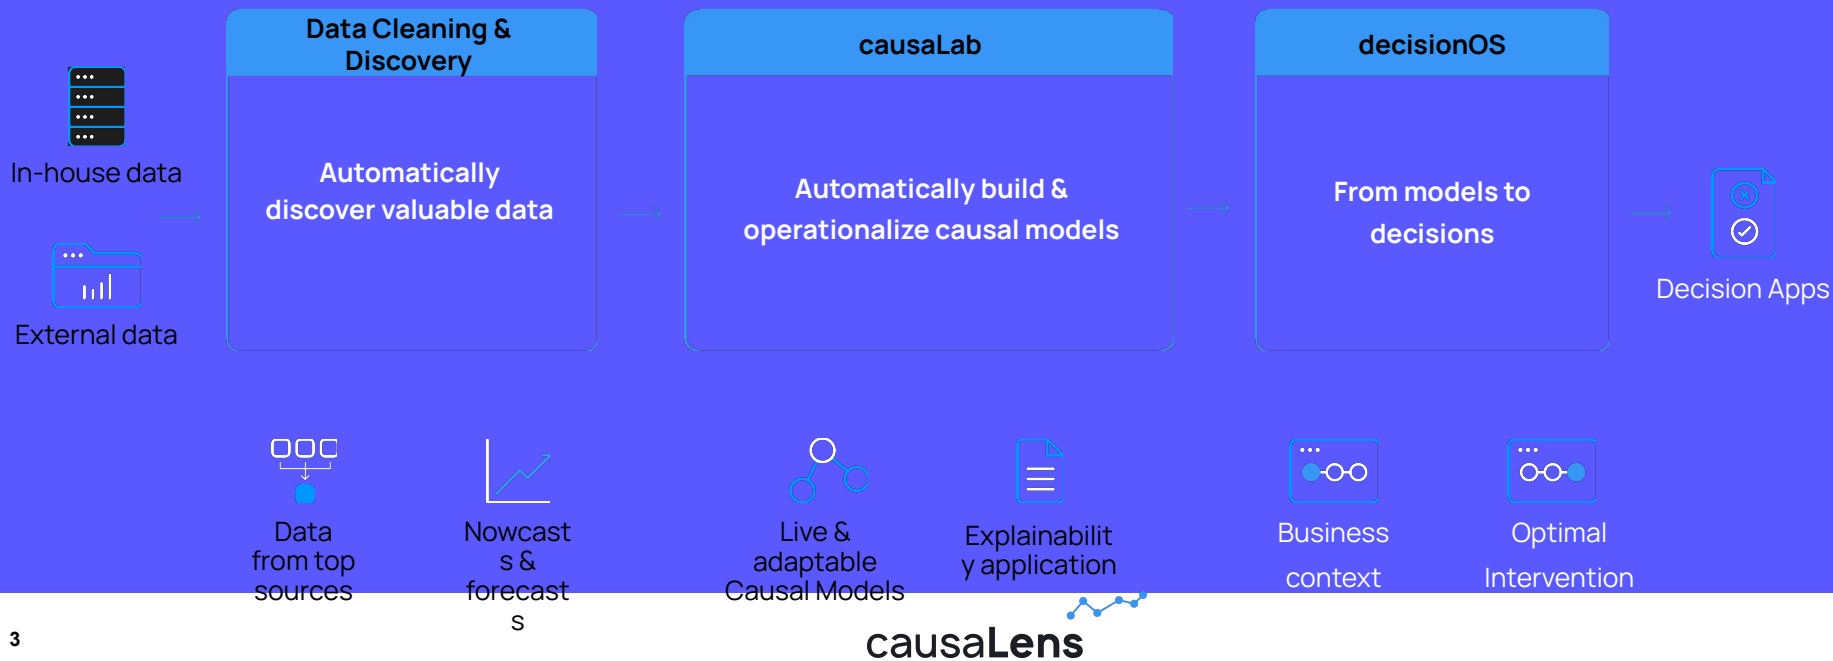 Data Cleaning &
Discovery
causaLab
decisionOS
In-house data
External data
Automatically
discover valuable data
Automatically build &
operationalize causal models
From models to
decisions
Decision Apps
Data
from top
sources
Nowcast
s &
forecast
s
Live &
adaptable
Causal Models
Explainabilit
y application
Business
context
Optimal
Intervention
3
causaLens